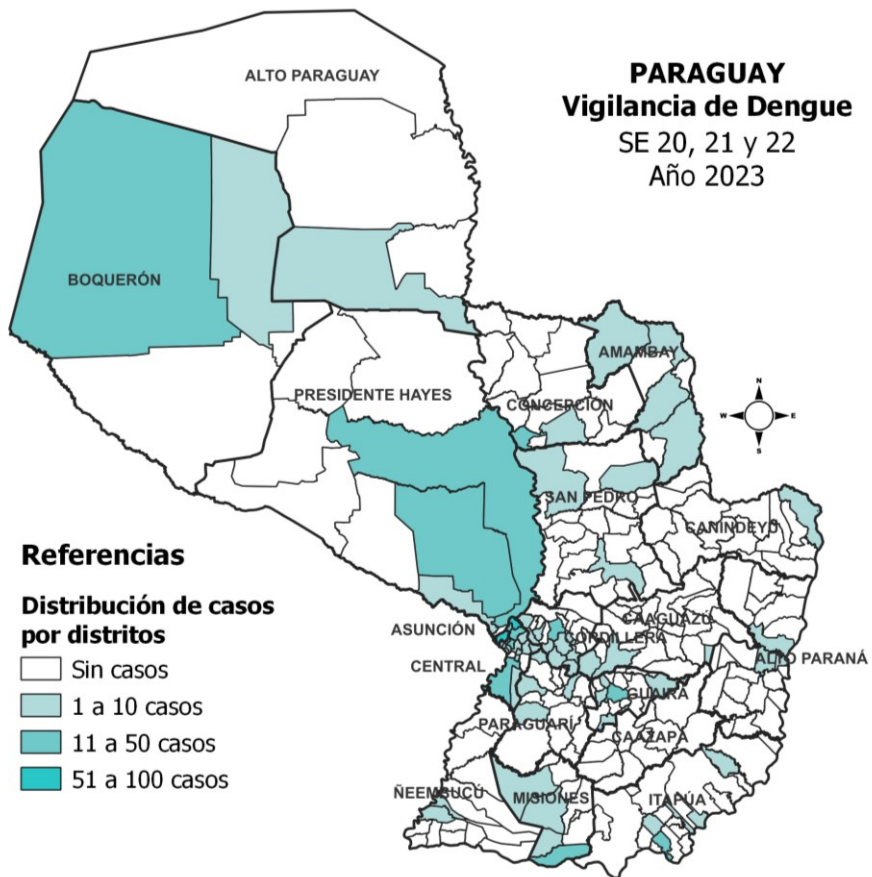 PARAGUAY
Vigilancia de Dengue
SE 20, 21 y 22
Año 2023
ALTO PARAGUAY
BOQUERÓN
AMAMBAY
PRESIDENTE HAYES
CONCEPCIÓN
N
W
E
S
SAN PEDRO
CANINDEYÚ
Referencias
Distribución de casos
por distritos
Sin casos
1 a 10 casos
11 a 50 casos
51 a 100 casos
ASUNCIÓN
CENTRAL
CAAGUAZÚ
CORDILLERA
ALTO PARANÁ
GUAIRÁ
PARAGUARÍ
CAAZAPÁ
ÑEEMBUCÚ
MISIONES
ITAPÚA